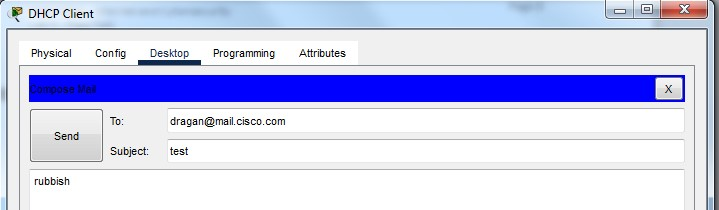 DHCP Client
Physical Config Desktop Programming Attributes
Compose Mail
X
Send
To:
dragan@mail.cisco.com
Subject:
test
rubbish